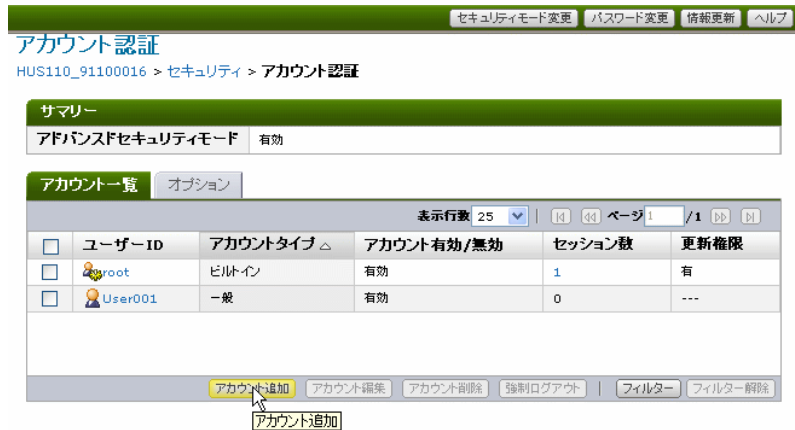 セキュリティモード変更 パスワード変更 情報更新 ヘルプ
アカウント認証
HUS110_91100016 > セキュリティ > アカウント認証
サマリー
アドバンスドセキュリティモード 有効
アカウント一覧 オプション
表示行数 25 ページ 1 /1
ユーザーID アカウントタイプ △ アカウント有効/無効 セッション数 更新権限
root ビルトイン 有効 1 有
User001 一般 有効 0 ---
アカウント追加 アカウント編集 アカウント削除 強制ログアウト | フィルター フィルター解除
アカウント追加